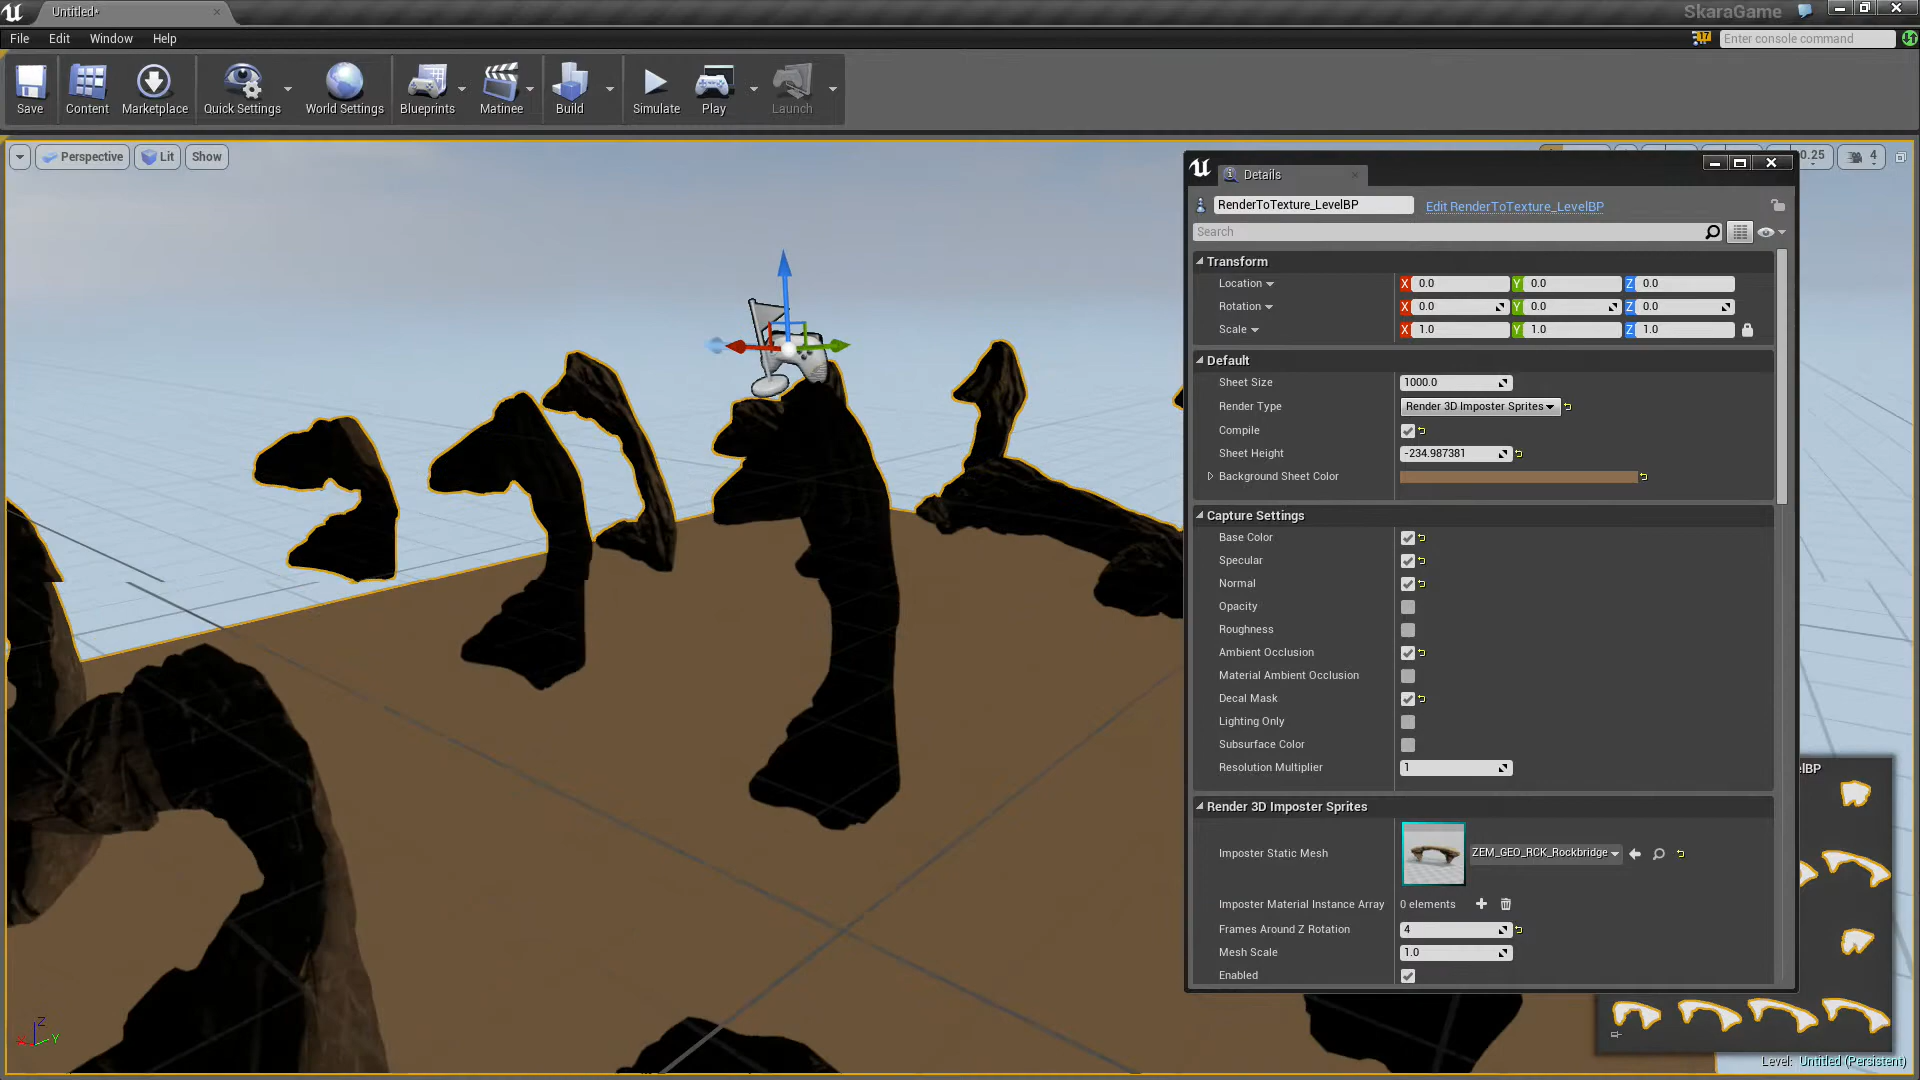 Untitled*
SkaraGame
File Edit Window Help
17
Enter console command
Save
Content
Marketplace
Quick Settings
World Settings
Blueprints
Matinee
Build
Simulate
Play
Launch
Perspective
Lit
Show
0.25
4
Details
RenderToTexture_LevelBP
Edit RenderToTexture_LevelBP
Search
Transform
Location X 0.0 Y 0.0 Z 0.0
Rotation X 0.0 Y 0.0 Z 0.0
Scale X 1.0 Y 1.0 Z 1.0
Default
Sheet Size 1000.0
Render Type Render 3D Imposter Sprites
Compile
Sheet Height -234.987381
Background Sheet Color
Capture Settings
Base Color
Specular
Normal
Opacity
Roughness
Ambient Occlusion
Material Ambient Occlusion
Decal Mask
Lighting Only
Subsurface Color
Resolution Multiplier 1
Render 3D Imposter Sprites
Imposter Static Mesh ZEM_GEO_RCK_Rockbridge
Imposter Material Instance Array 0 elements
Frames Around Z Rotation 4
Mesh Scale 1.0
Enabled
elBP
Z
X Y
Level: Untitled (Persistent)